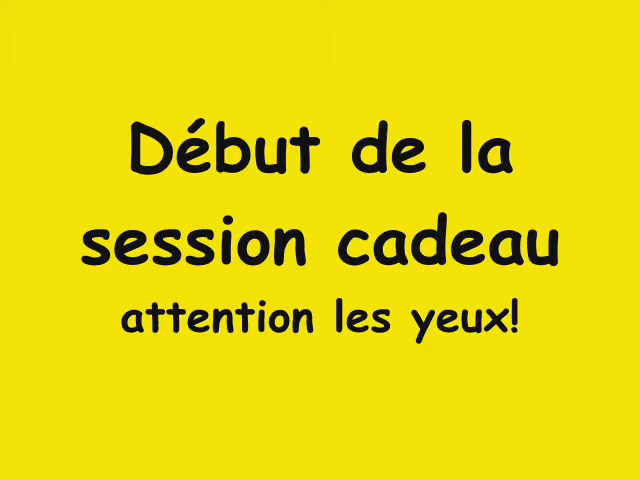 Début de la
session cadeau
attention les yeux!